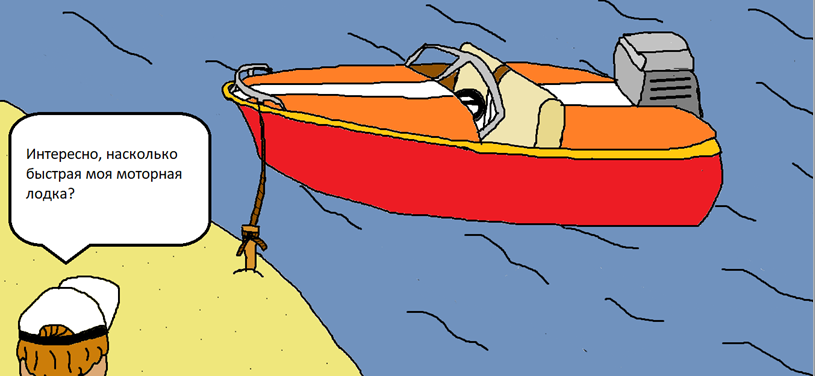 Интересно, насколько
быстрая моя моторная
лодка?